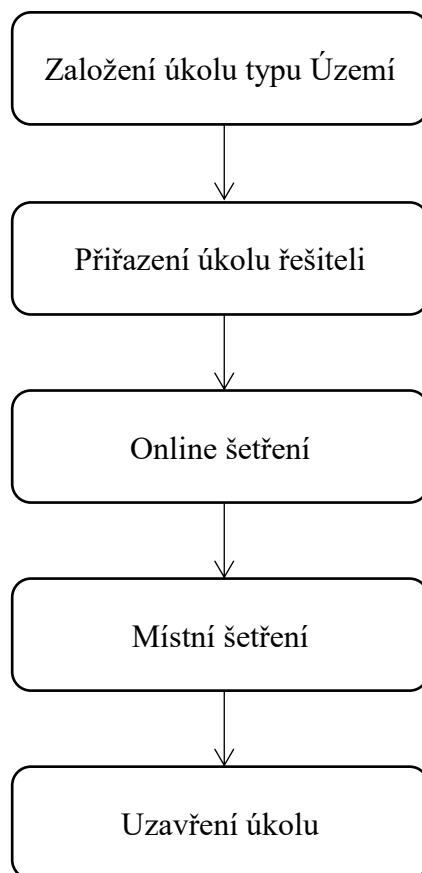 Založení úkolu typu Území
Přiřazení úkolu řešiteli
Online šetření
Místní šetření
Uzavření úkolu